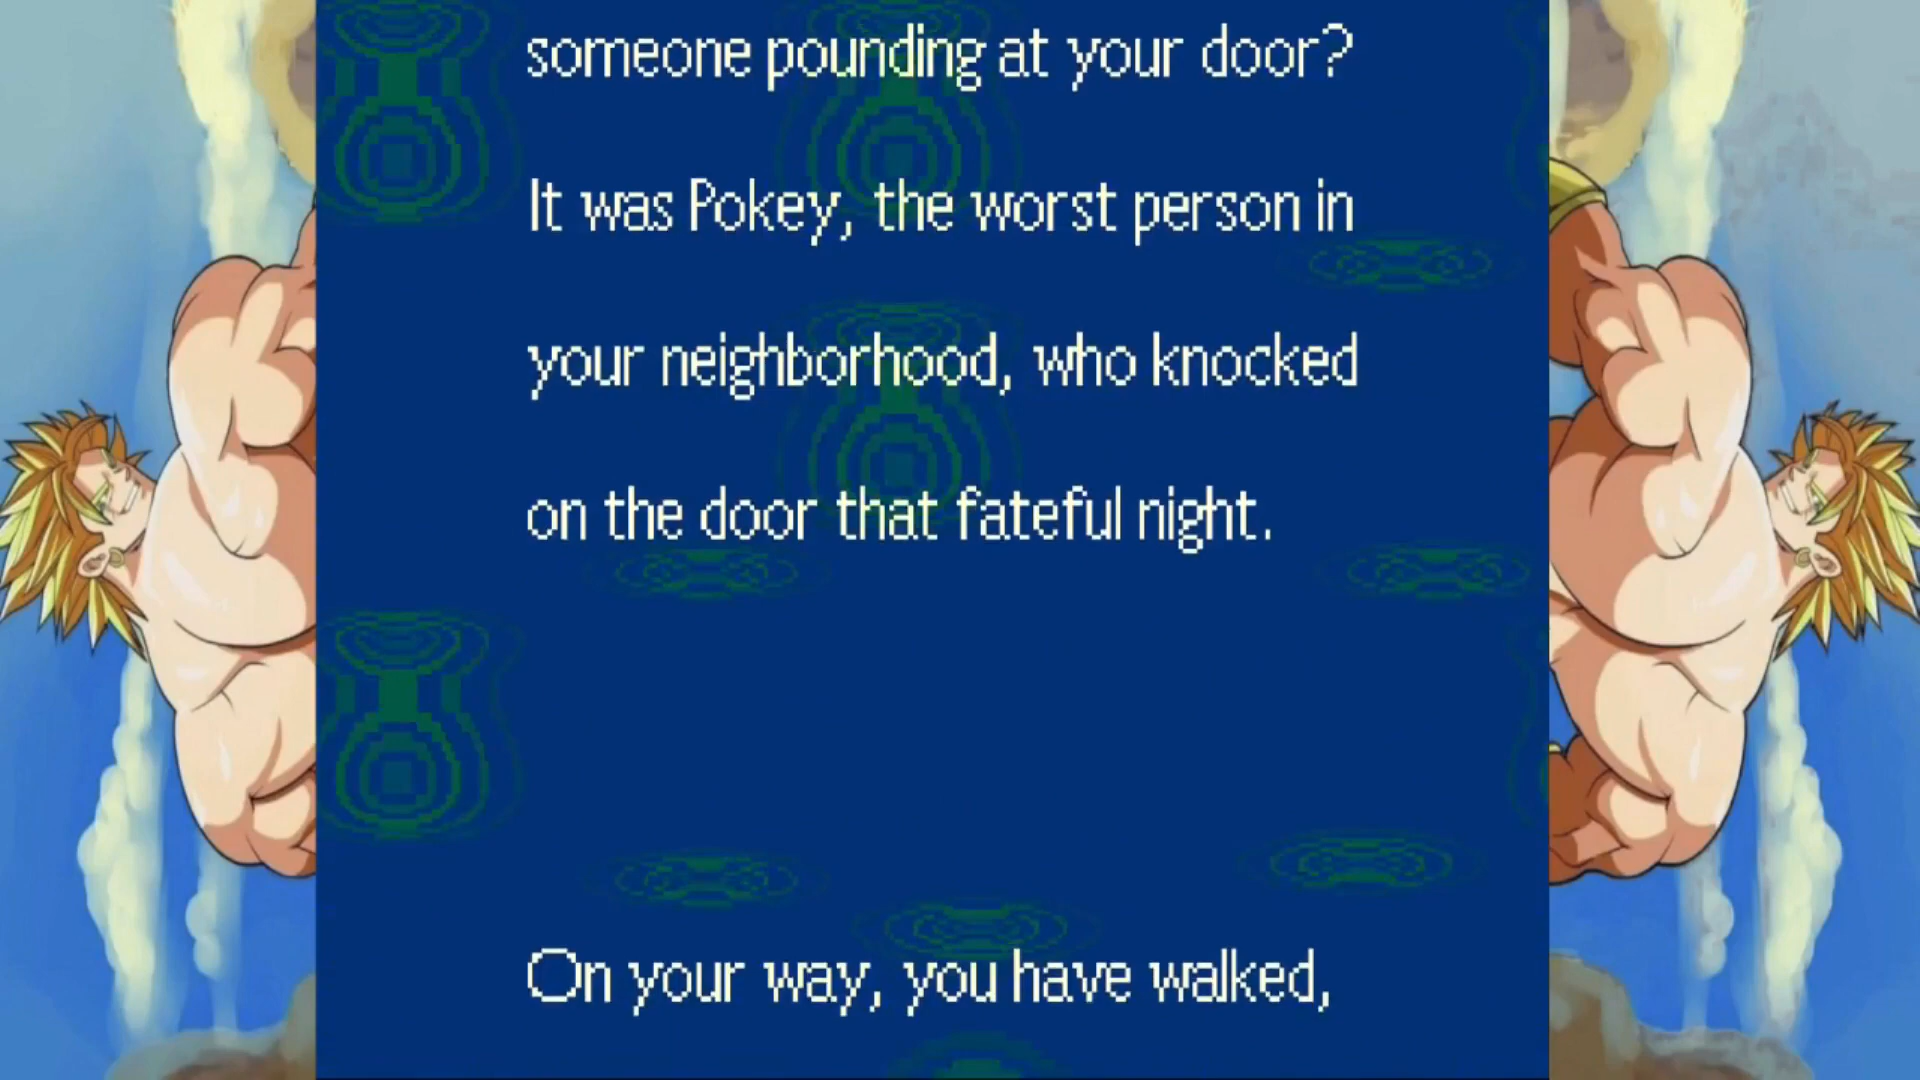 someone pounding at your door?
It was Pokey, the worst person in
your neighborhood, who knocked
on the door that fateful night.
On your way, you have walked,